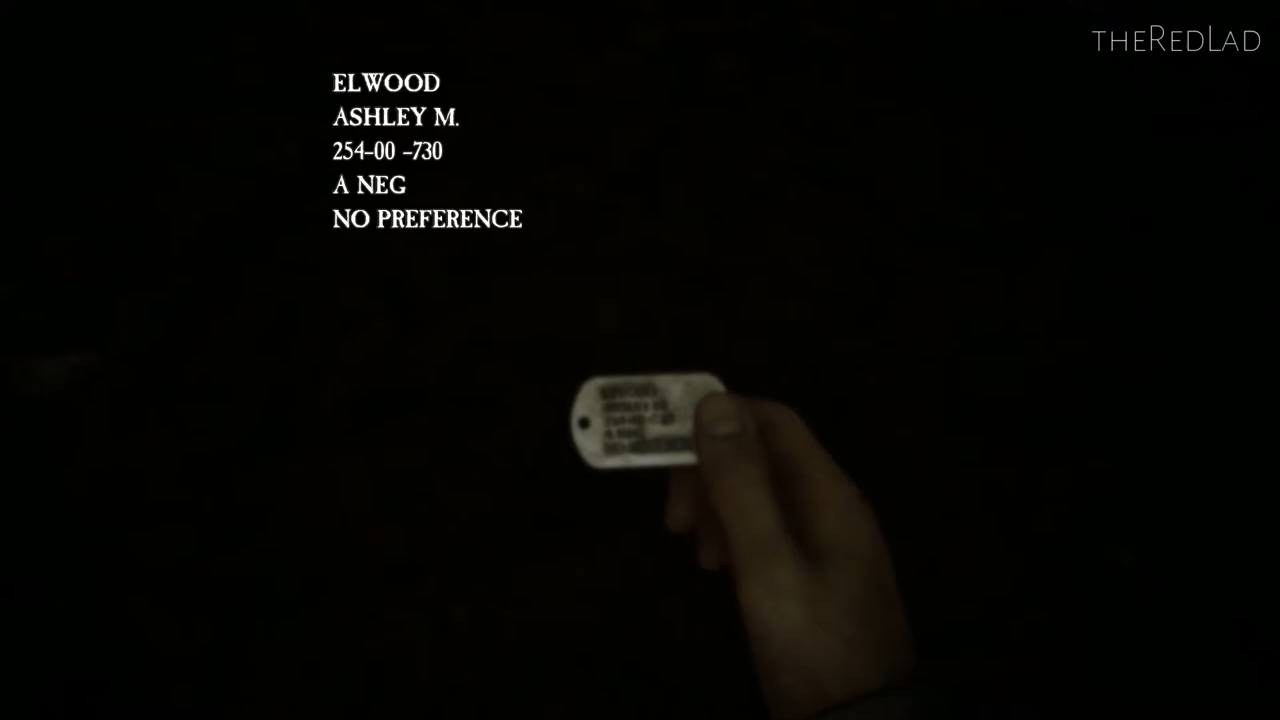 THEREDLAD
ELWOOD
ASHLEY M.
254-00 -730
A NEG
NO PREFERENCE